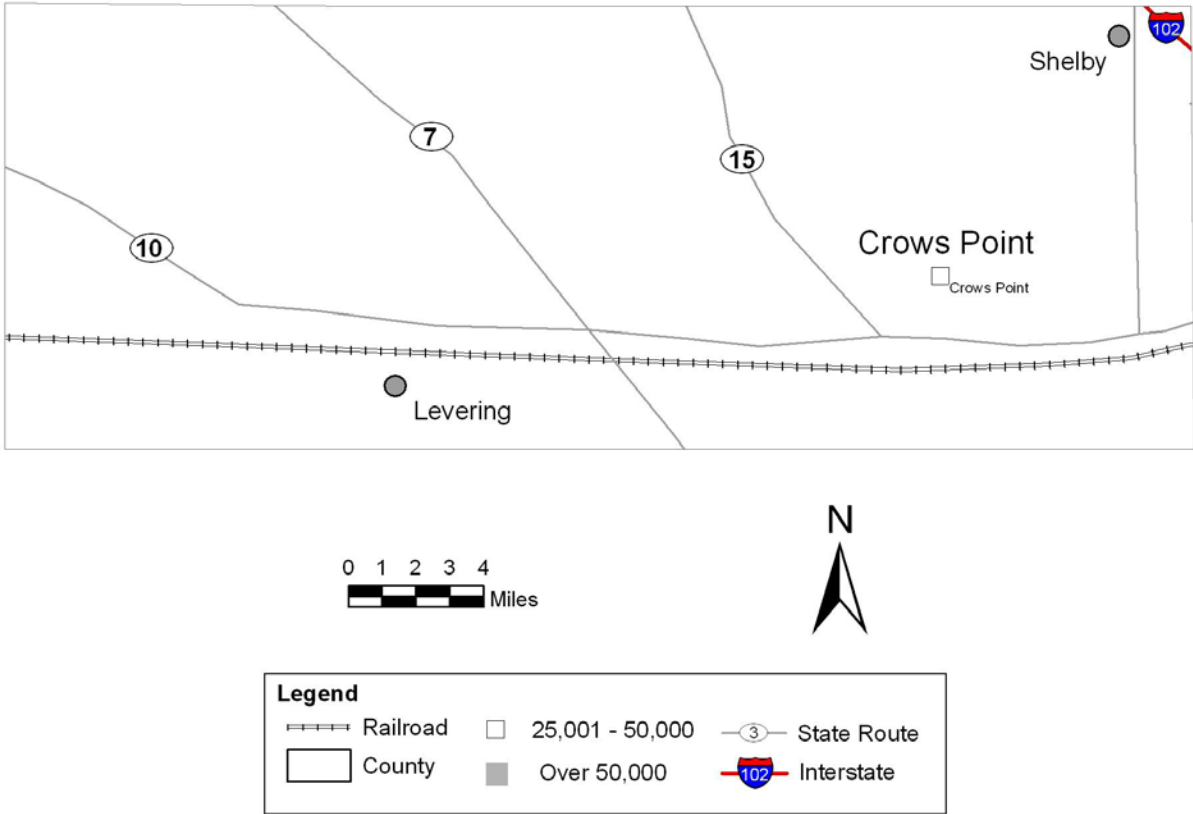 102
Shelby
7
15
10
Crows Point
Crows Point
Levering
N
0 1 2 3 4
Miles
Legend
Railroad
25,001 - 50,000
3
State Route
County
Over 50,000
102
Interstate